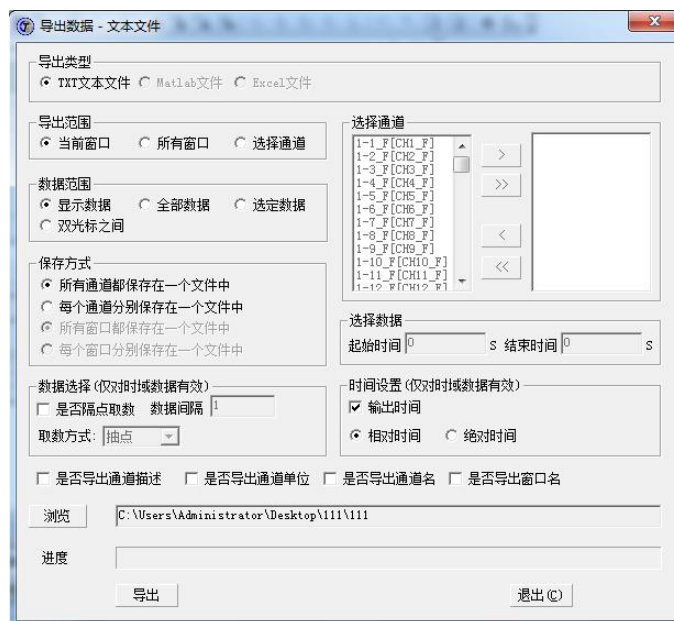 导出数据 - 文本文件
导出类型
TXT文本文件 Matlab文件 Excel文件
导出范围
当前窗口 所有窗口 选择通道
数据范围
显示数据 全部数据 选定数据
双光标之间
保存方式
所有通道都保存在一个文件中
每个通道分别保存在一个文件中
所有窗口都保存在一个文件中
每个窗口分别保存在一个文件中
选择通道
1-1_F[CH1_F]
1-2_F[CH2_F]
1-3_F[CH3_F]
1-4_F[CH4_F]
1-5_F[CH5_F]
1-6_F[CH6_F]
1-7_F[CH7_F]
1-8_F[CH8_F]
1-9_F[CH9_F]
1-10_F[CH10_F]
1-11_F[CH11_F]
1-12_F[CH12_F]
>
>>
<
<<
选择数据
起始时间 0 S 结束时间 0 S
数据选择(仅对时域数据有效)
是否隔点取数 数据间隔 1
取数方式: 抽点
时间设置(仅对时域数据有效)
输出时间
相对时间 绝对时间
是否导出通道描述 是否导出通道单位 是否导出通道名 是否导出窗口名
浏览 C:\Users\Administrator\Desktop\111\111
进度
导出 退出(C)